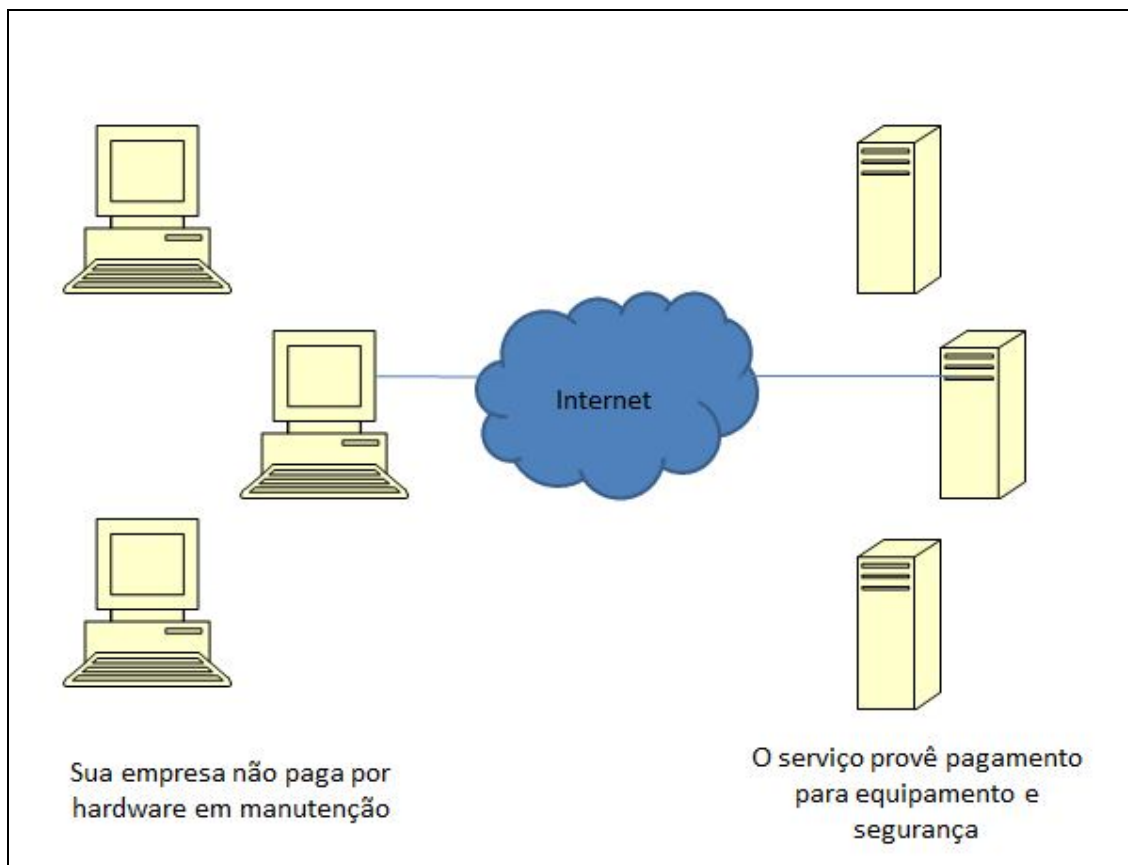 Internet
Sua empresa não paga por
hardware em manutenção
O serviço provê pagamento
para equipamento e
segurança